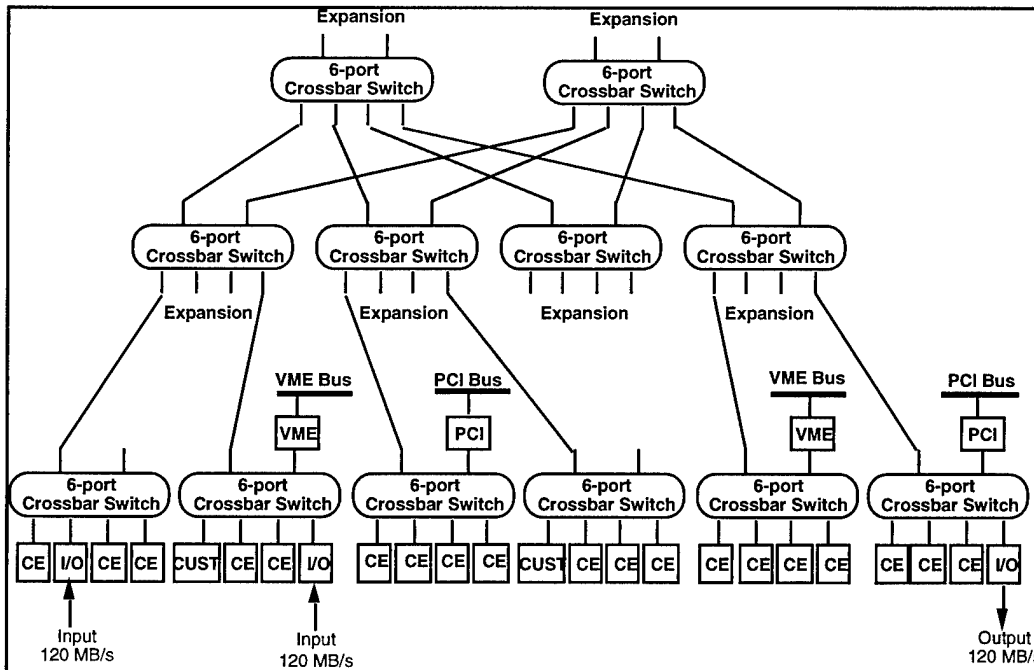 Expansion
Expansion
6-port
Crossbar Switch
6-port
Crossbar Switch
6-port
Crossbar Switch
6-port
Crossbar Switch
6-port
Crossbar Switch
6-port
Crossbar Switch
Expansion
Expansion
Expansion
Expansion
VME Bus
PCI Bus
VME Bus
PCI Bus
VME
PCI
VME
PCI
6-port
Crossbar Switch
6-port
Crossbar Switch
6-port
Crossbar Switch
6-port
Crossbar Switch
6-port
Crossbar Switch
6-port
Crossbar Switch
CE I/O CE CE
CUST CE CE I/O
CE CE CE CE
CUST CE CE CE
CE CE CE CE
CE CE CE I/O
Input
120 MB/s
Input
120 MB/s
Output
120 MB/s